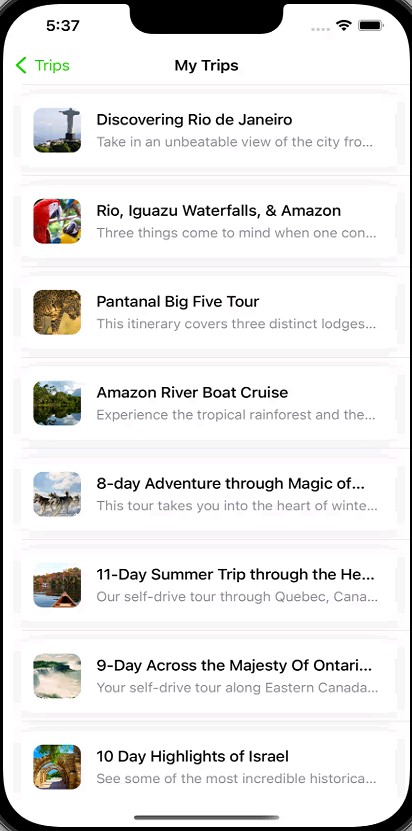 5:37
Trips
My Trips
Discovering Rio de Janeiro
Take in an unbeatable view of the city fro...
Rio, Iguazu Waterfalls, & Amazon
Three things come to mind when one con...
Pantanal Big Five Tour
This itinerary covers three distinct lodges...
Amazon River Boat Cruise
Experience the tropical rainforest and the...
8-day Adventure through Magic of...
This tour takes you into the heart of winte...
11-Day Summer Trip through the He...
Our self-drive tour through Quebec, Cana...
9-Day Across the Majesty Of Ontari...
Your self-drive tour along Eastern Canada...
10 Day Highlights of Israel
See some of the most incredible historica...